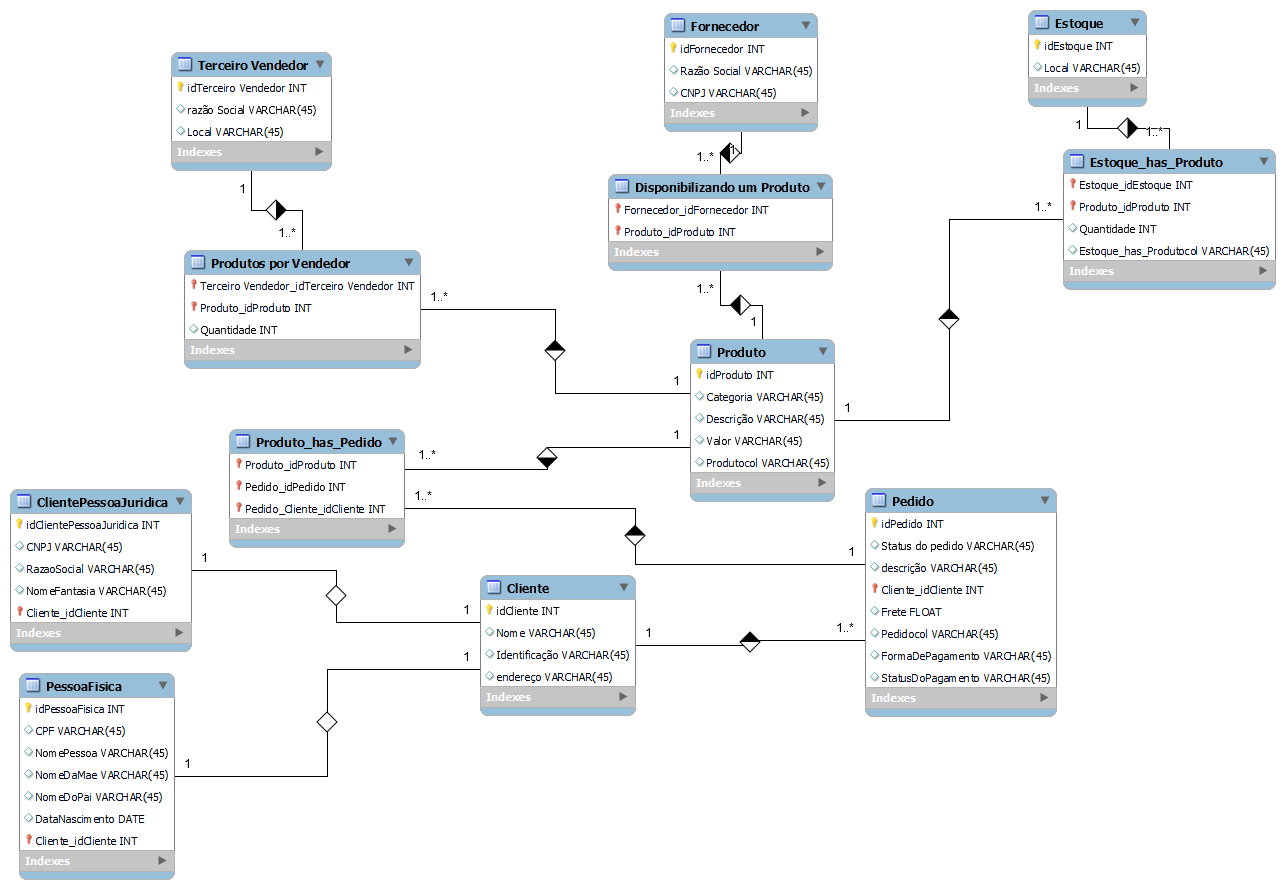 Terceiro Vendedor
idTerceiro Vendedor INT
razão Social VARCHAR(45)
Local VARCHAR(45)
Indexes
Fornecedor
idFornecedor INT
Razão Social VARCHAR(45)
CNPJ VARCHAR(45)
Indexes
Estoque
idEstoque INT
Local VARCHAR(45)
Indexes
1
1..*
1..*
1
1
1..*
Produtos por Vendedor
Terceiro Vendedor_idTerceiro Vendedor INT
Produto_idProduto INT
Quantidade INT
Indexes
Disponibilizando um Produto
Fornecedor_idFornecedor INT
Produto_idProduto INT
Indexes
Estoque_has_Produto
Estoque_idEstoque INT
Produto_idProduto INT
Quantidade INT
Estoque_has_Produtocol VARCHAR(45)
Indexes
1..*
1
1..*
1
1..*
1
Produto
idProduto INT
Categoria VARCHAR(45)
Descrição VARCHAR(45)
Valor VARCHAR(45)
Produtocol VARCHAR(45)
Indexes
Produto_has_Pedido
Produto_idProduto INT
Pedido_idPedido INT
Pedido_Cliente_idCliente INT
Indexes
1..*
1
1..*
1
ClientePessoaJuridica
idClientePessoaJuridica INT
CNPJ VARCHAR(45)
RazaoSocial VARCHAR(45)
NomeFantasia VARCHAR(45)
Cliente_idCliente INT
Indexes
1
1
Cliente
idCliente INT
Nome VARCHAR(45)
Identificação VARCHAR(45)
endereço VARCHAR(45)
Indexes
1
1..*
Pedido
idPedido INT
Status do pedido VARCHAR(45)
descrição VARCHAR(45)
Cliente_idCliente INT
Frete FLOAT
Pedidocol VARCHAR(45)
FormaDePagamento VARCHAR(45)
StatusDoPagamento VARCHAR(45)
Indexes
PessoaFisica
idPessoaFisica INT
CPF VARCHAR(45)
NomePessoa VARCHAR(45)
NomeDaMae VARCHAR(45)
NomeDoPai VARCHAR(45)
DataNascimento DATE
Cliente_idCliente INT
Indexes
1
1